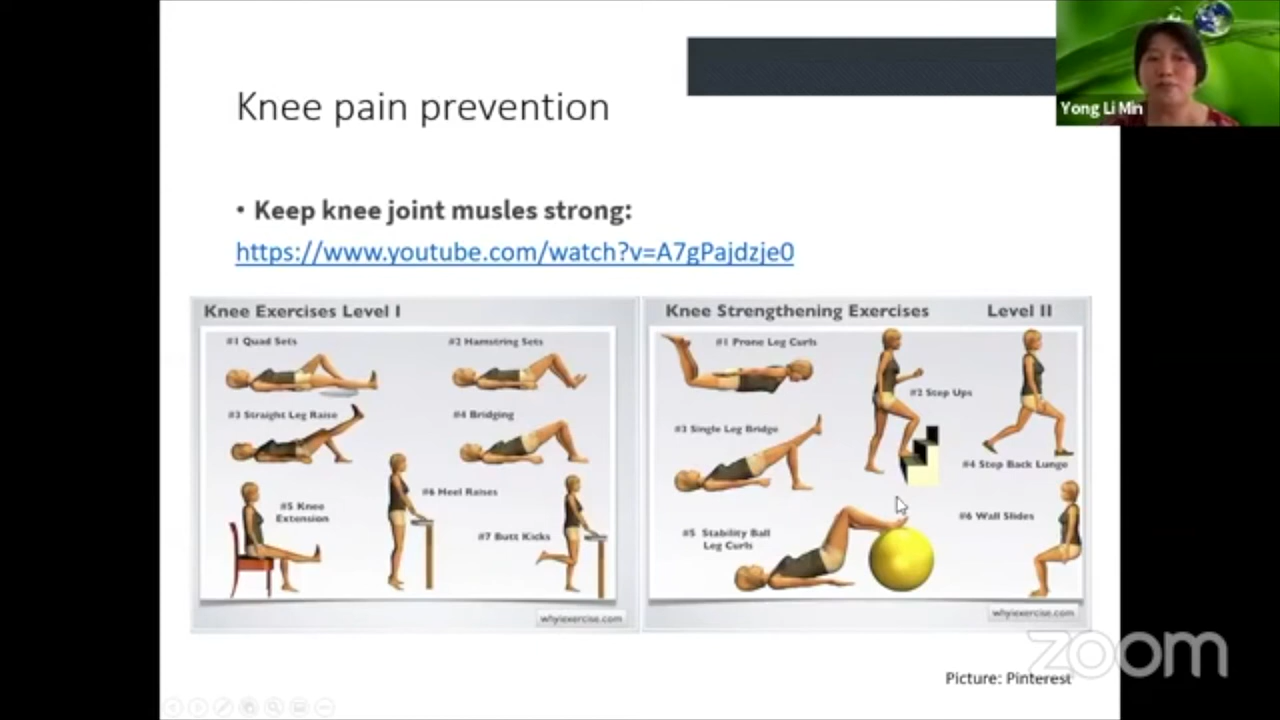 Knee pain prevention
Yong Li Min
• Keep knee joint musles strong:
https://www.youtube.com/watch?v=A7gPajdzje0
Knee Exercises Level I
#1 Quad Sets
#2 Hamstring Sets
#3 Straight Leg Raise
#4 Bridging
#5 Knee
Extension
#6 Heel Raises
#7 Butt Kicks
whyiexercise.com
Knee Strengthening Exercises Level II
#1 Prone Leg Curls
#2 Step Ups
#3 Single Leg Bridge
#4 Step Back Lunge
#5 Stability Ball
Leg Curls
#6 Wall Slides
whyiexercise.com
zoom
Picture: Pinterest